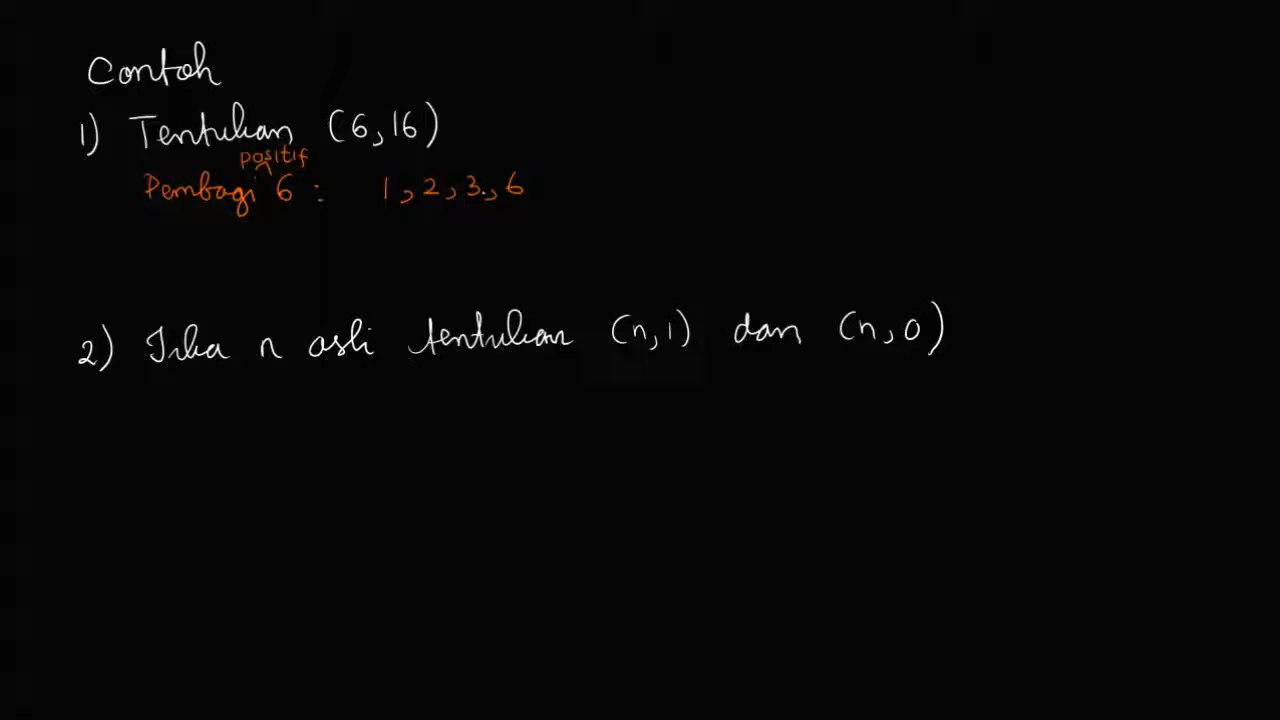 Contoh
1) Tentukan (6,16)
positif
Pembagi ^ 6 : 1, 2, 3, 6
2) Jika n asli tentukan (n,1) dan (n,0)